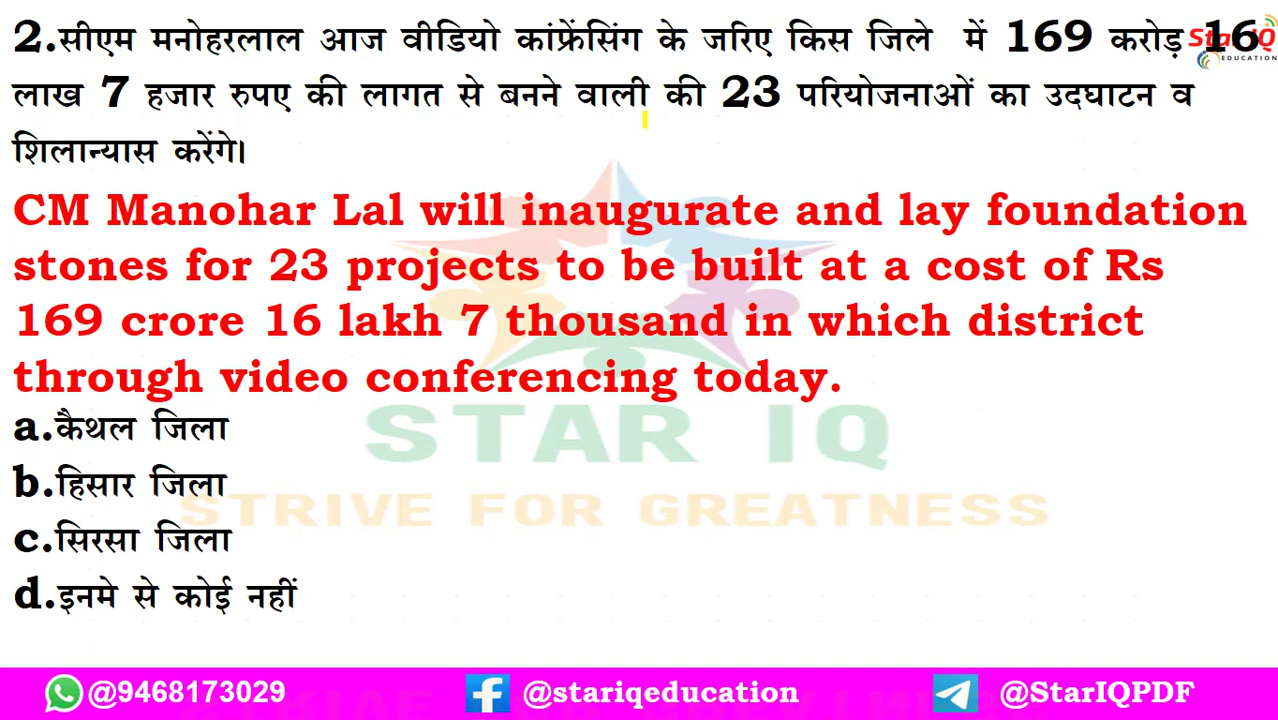 2.सीएम मनोहरलाल आज वीडियो कांफ्रेंसिंग के जरिए किस जिले में 169 करोड़ 16
Star IQ
EDUCATION
लाख 7 हजार रुपए की लागत से बनने वाली की 23 परियोजनाओं का उदघाटन व
शिलान्यास करेंगे।
CM Manohar Lal will inaugurate and lay foundation
stones for 23 projects to be built at a cost of Rs
169 crore 16 lakh 7 thousand in which district
through video conferencing today.
a.कैथल जिला
STAR IQ
b.हिसार जिला
STRIVE FOR GREATNESS
c.सिरसा जिला
d.इनमे से कोई नहीं
@9468173029 @stariqeducation @StarIQPDF